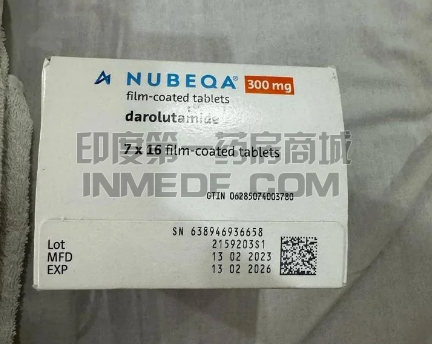 NUBEQA® 300 mg
film-coated tablets
darolutamide
印度第一药房商城
7 x 16 film-coated tablets
INMEDE.COM
GTIN 06285074003780
SN 638946936658
Lot 2159203S1
MFD 13 02 2023
EXP 13 02 2026